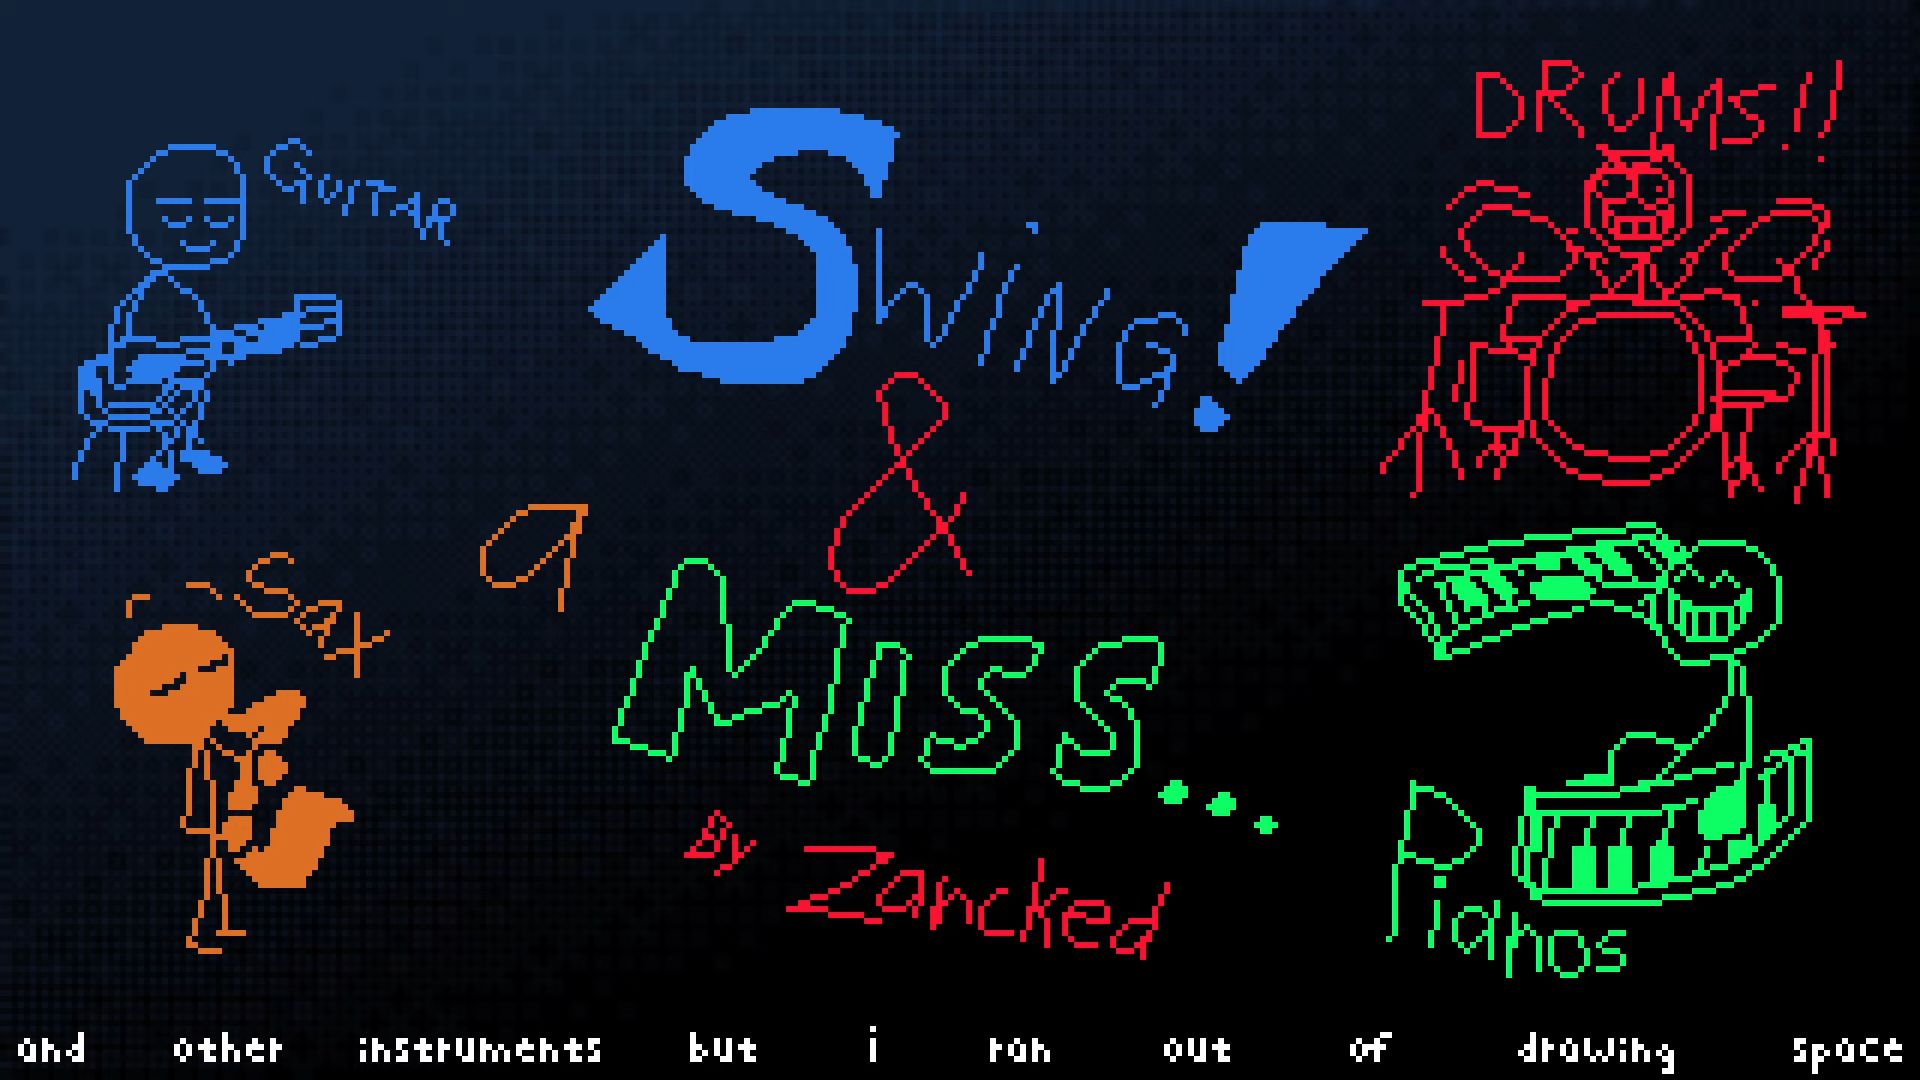 GUITAR
SWiNG!
DRUMS!!
&
Sax
a
MISS...
By Zancked
Pianos
and other instruments but i ran out of drawing space